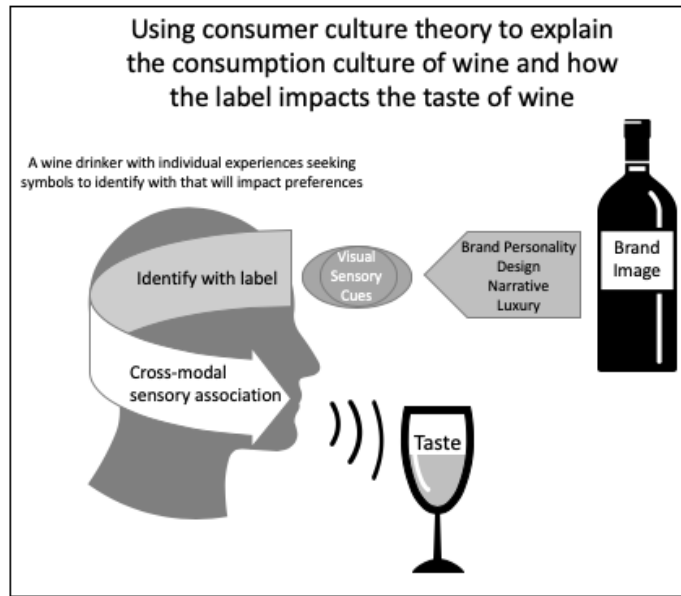 Using consumer culture theory to explain
the consumption culture of wine and how
the label impacts the taste of wine
A wine drinker with individual experiences seeking
symbols to identify with that will impact preferences
Identify with label
Visual
Sensory
Cues
Brand Personality
Design
Narrative
Luxury
Brand
Image
Cross-modal
sensory association
Taste